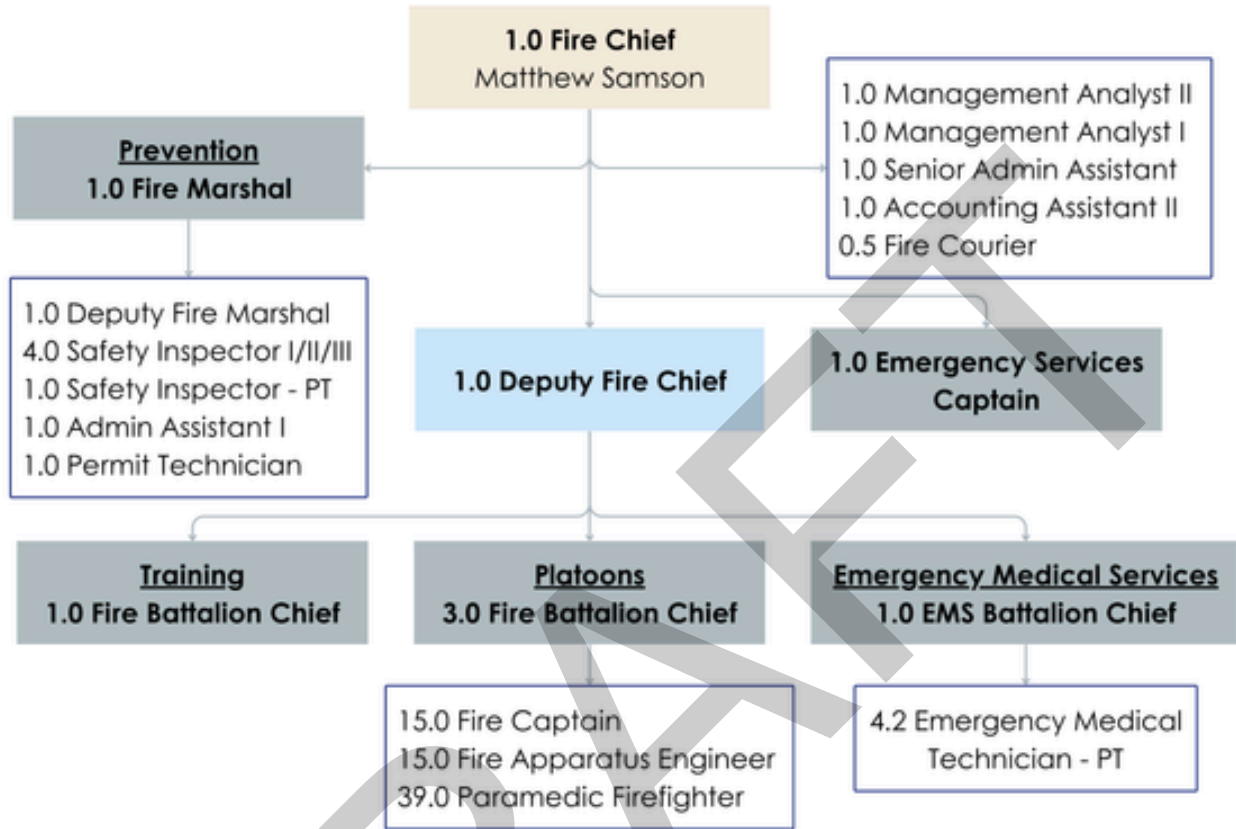 1.0 Fire Chief
Matthew Samson
1.0 Management Analyst II
1.0 Management Analyst I
1.0 Senior Admin Assistant
1.0 Accounting Assistant II
0.5 Fire Courier
Prevention
1.0 Fire Marshal
1.0 Deputy Fire Marshal
4.0 Safety Inspector I/II/III
1.0 Safety Inspector - PT
1.0 Admin Assistant I
1.0 Permit Technician
1.0 Deputy Fire Chief
1.0 Emergency Services
Captain
Training
1.0 Fire Battalion Chief
Platoons
3.0 Fire Battalion Chief
Emergency Medical Services
1.0 EMS Battalion Chief
15.0 Fire Captain
15.0 Fire Apparatus Engineer
39.0 Paramedic Firefighter
4.2 Emergency Medical
Technician - PT
DRAFT